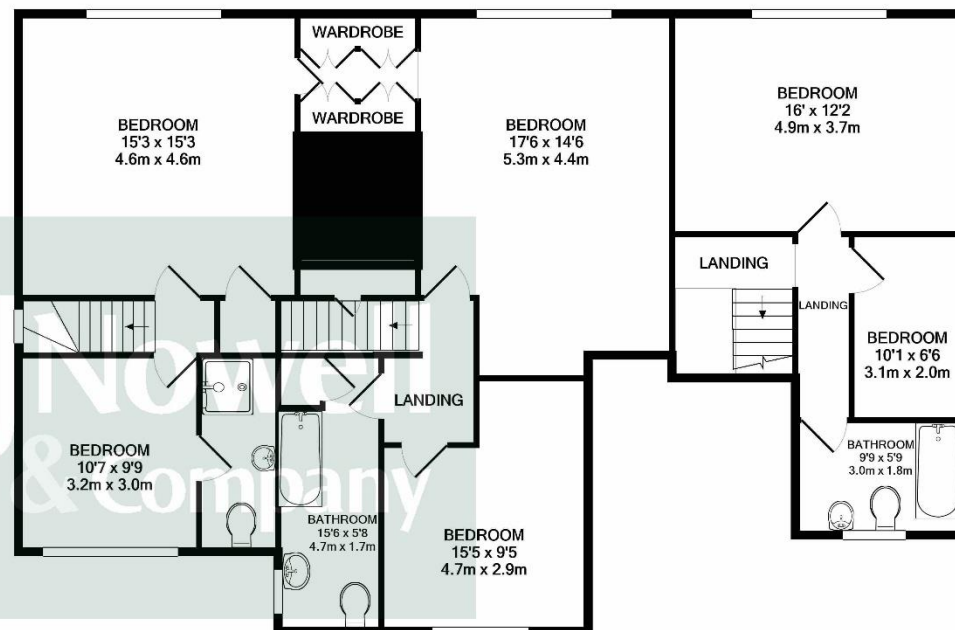 WARDROBE
WARDROBE
BEDROOM
15'3 x 15'3
4.6m x 4.6m
BEDROOM
17'6 x 14'6
5.3m x 4.4m
BEDROOM
16' x 12'2
4.9m x 3.7m
LANDING
LANDING
BEDROOM
10'1 x 6'6
3.1m x 2.0m
BATHROOM
9'9 x 5'9
3.0m x 1.8m
LANDING
BEDROOM
10'7 x 9'9
3.2m x 3.0m
BATHROOM
15'6 x 5'8
4.7m x 1.7m
BEDROOM
15'5 x 9'5
4.7m x 2.9m
Nowell
& Company